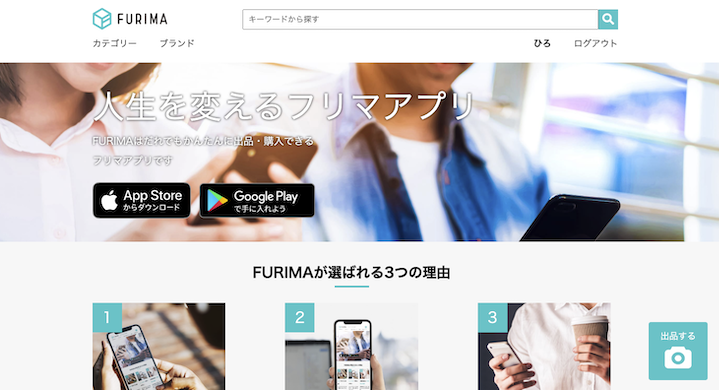 FURIMA
キーワードから探す
カテゴリー ブランド ひろ ログアウト
人生を変えるフリマアプリ
FURIMAはだれでもかんたんに出品・購入できる
フリマアプリです
App Store
からダウンロード
Google Play
で手に入れよう
FURIMAが選ばれる3つの理由
1 2 3
出品する